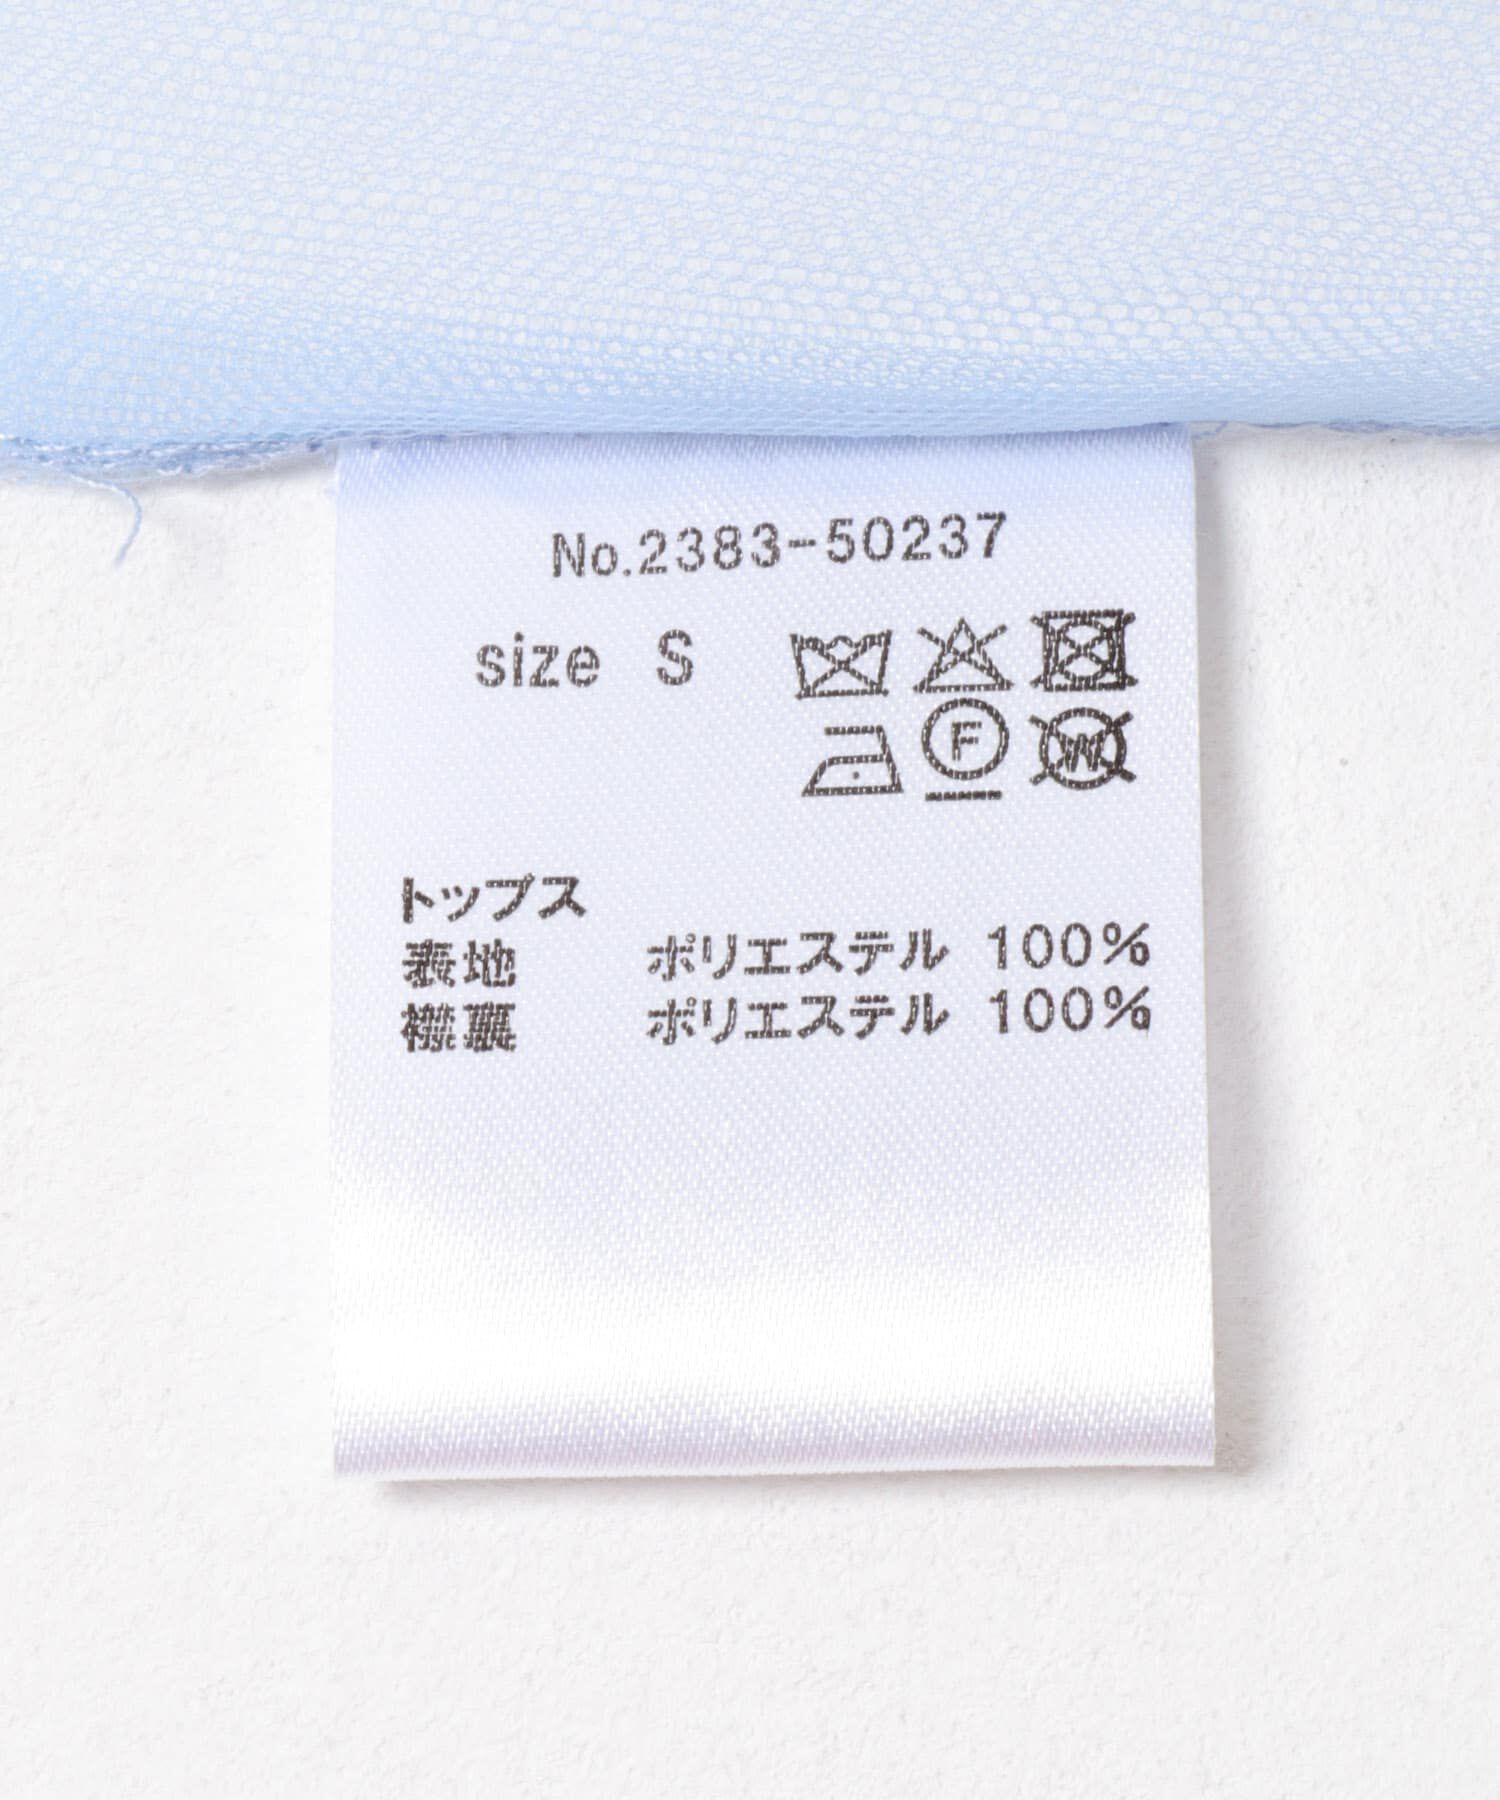 No.2383-50237
size S
F W
トップス
表地 ポリエステル 100%
襟裏 ポリエステル 100%